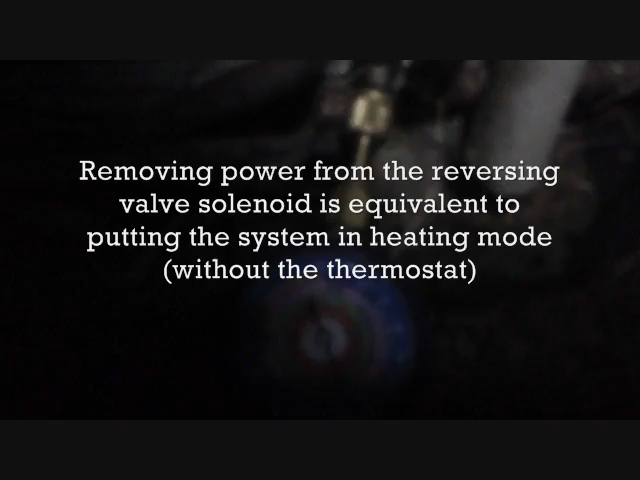 Removing power from the reversing
valve solenoid is equivalent to
putting the system in heating mode
(without the thermostat)